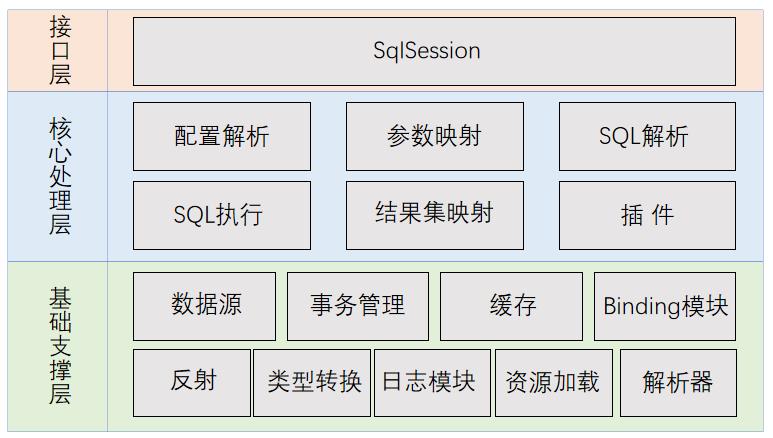 接口层
SqlSession
核心处理层
配置解析
参数映射
SQL解析
SQL执行
结果集映射
插 件
基础支撑层
数据源
事务管理
缓存
Binding模块
反射
类型转换
日志模块
资源加载
解析器